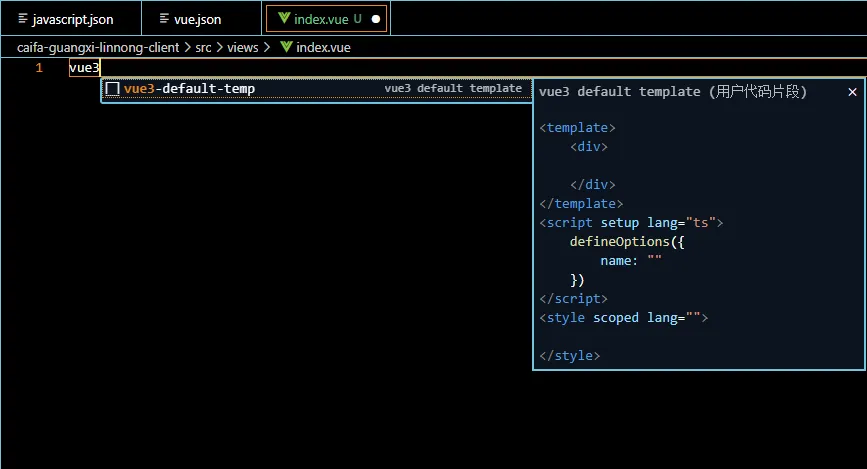 javascript.json vue.json index.vue U
caifa-guangxi-linnong-client > src > views > index.vue
1 vue3
vue3-default-temp vue3 default template
vue3 default template (用户代码片段)
<template>
<div>
</div>
</template>
<script setup lang="ts">
defineOptions({
name: ""
})
</script>
<style scoped lang="">
</style>